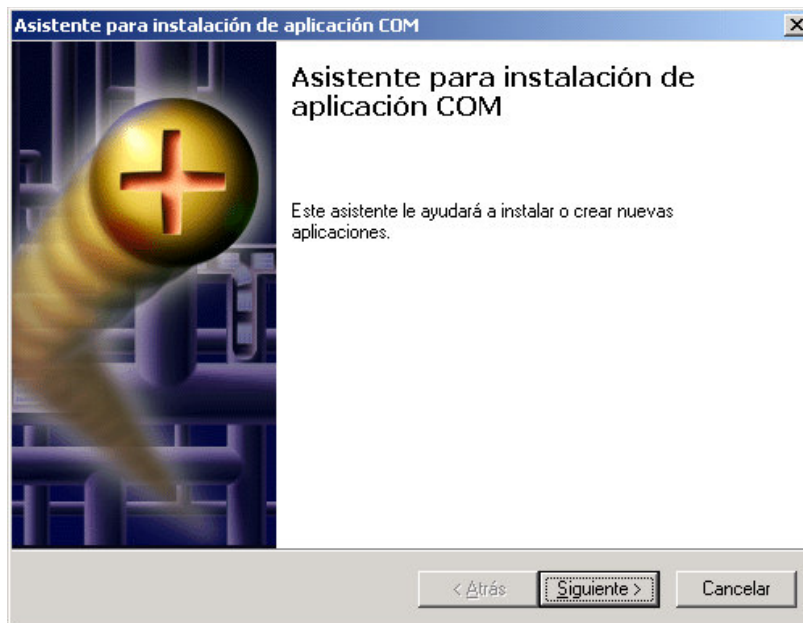 Asistente para instalación de aplicación COM
Asistente para instalación de
aplicación COM
Este asistente le ayudará a instalar o crear nuevas
aplicaciones.
< Atrás
Siguiente >
Cancelar